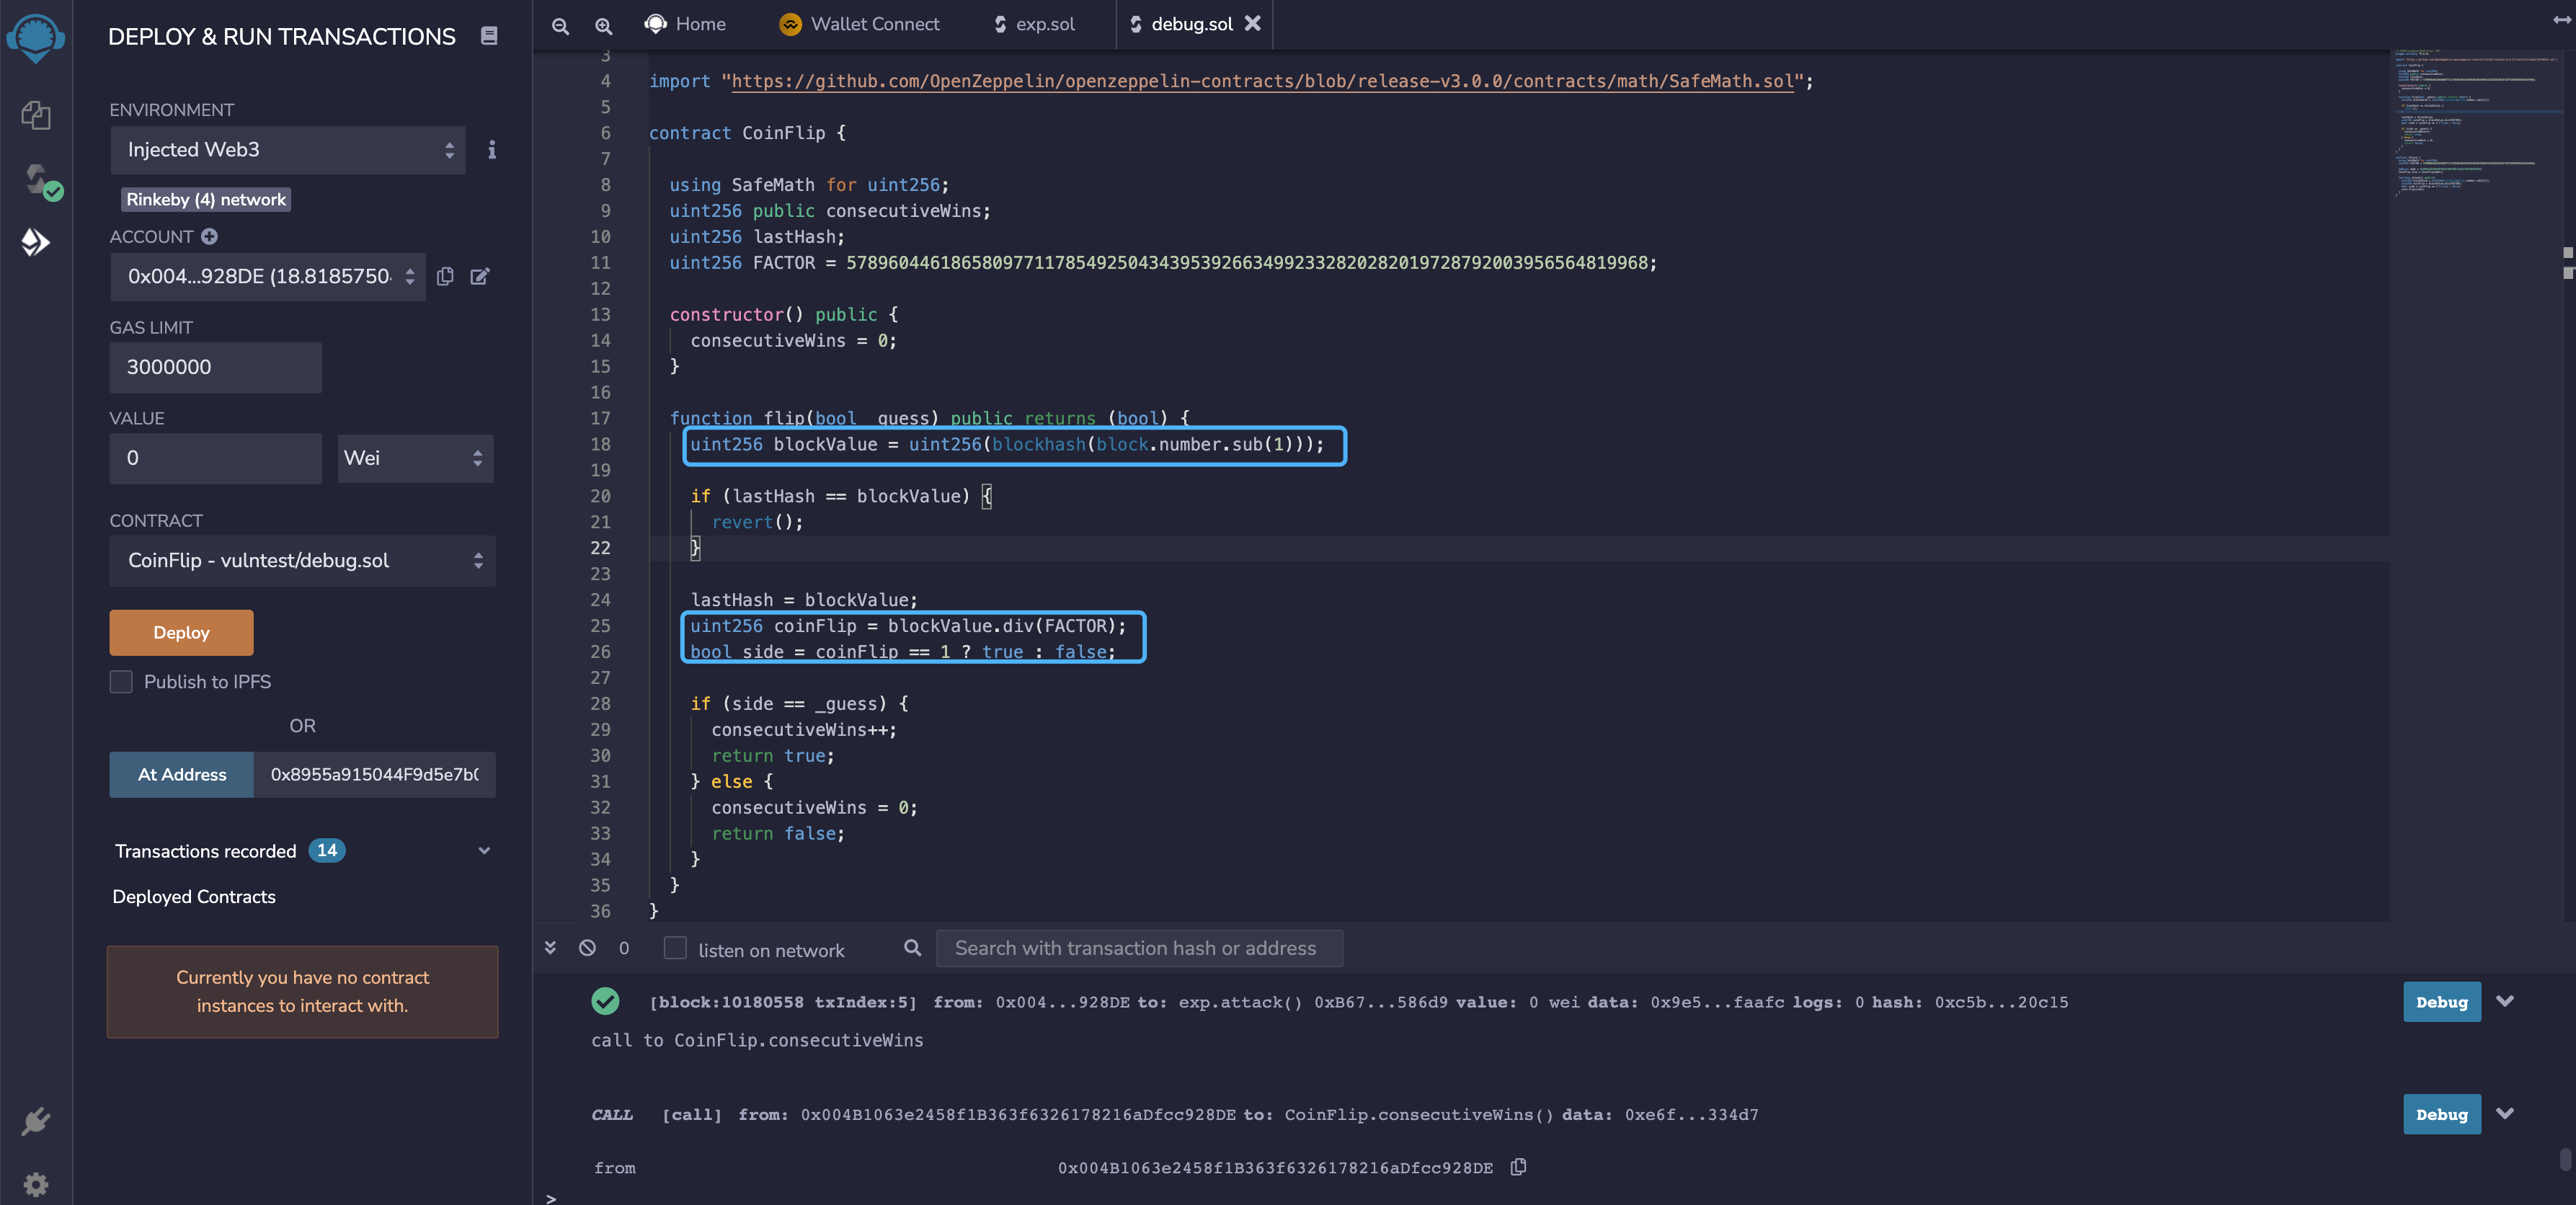 DEPLOY & RUN TRANSACTIONS
ENVIRONMENT
Injected Web3
Rinkeby (4) network
ACCOUNT
0x004...928DE (18.8185750
GAS LIMIT
3000000
VALUE
0
Wei
CONTRACT
CoinFlip - vulntest/debug.sol
Deploy
Publish to IPFS
OR
At Address
0x8955a915044F9d5e7b0
Transactions recorded 14
Deployed Contracts
Currently you have no contract
instances to interact with.
Home
Wallet Connect
exp.sol
debug.sol
3
4 import "https://github.com/OpenZeppelin/openzeppelin-contracts/blob/release-v3.0.0/contracts/math/SafeMath.sol";
5
6 contract CoinFlip {
7
8 using SafeMath for uint256;
9 uint256 public consecutiveWins;
10 uint256 lastHash;
11 uint256 FACTOR = 57896044618658097711785492504343953926634992332820282019728792003956564819968;
12
13 constructor() public {
14 consecutiveWins = 0;
15 }
16
17 function flip(bool _guess) public returns (bool) {
18 uint256 blockValue = uint256(blockhash(block.number.sub(1)));
19
20 if (lastHash == blockValue) {
21 revert();
22 }
23
24 lastHash = blockValue;
25 uint256 coinFlip = blockValue.div(FACTOR);
26 bool side = coinFlip == 1 ? true : false;
27
28 if (side == _guess) {
29 consecutiveWins++;
30 return true;
31 } else {
32 consecutiveWins = 0;
33 return false;
34 }
35 }
36 }
0
listen on network
Search with transaction hash or address
[block:10180558 txIndex:5] from: 0x004...928DE to: exp.attack() 0xB67...586d9 value: 0 wei data: 0x9e5...faafc logs: 0 hash: 0xc5b...20c15
Debug
call to CoinFlip.consecutiveWins
CALL [call] from: 0x004B1063e2458f1B363f6326178216aDfcc928DE to: CoinFlip.consecutiveWins() data: 0xe6f...334d7
Debug
from 0x004B1063e2458f1B363f6326178216aDfcc928DE
>